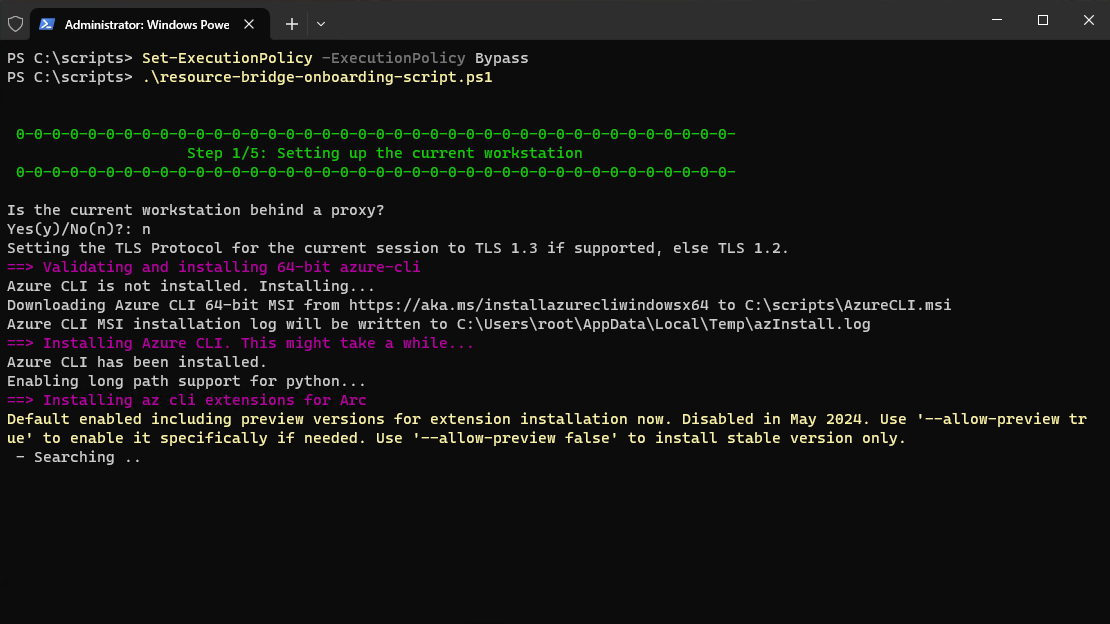 Administrator: Windows Powe
PS C:\scripts> Set-ExecutionPolicy -ExecutionPolicy Bypass
PS C:\scripts> .\resource-bridge-onboarding-script.ps1
0-0-0-0-0-0-0-0-0-0-0-0-0-0-0-0-0-0-0-0-0-0-0-0-0-0-0-0-0-0-0-0-0-0-0-0-0-0-0-0-
Step 1/5: Setting up the current workstation
0-0-0-0-0-0-0-0-0-0-0-0-0-0-0-0-0-0-0-0-0-0-0-0-0-0-0-0-0-0-0-0-0-0-0-0-0-0-0-0-
Is the current workstation behind a proxy?
Yes(y)/No(n)?: n
Setting the TLS Protocol for the current session to TLS 1.3 if supported, else TLS 1.2.
==> Validating and installing 64-bit azure-cli
Azure CLI is not installed. Installing...
Downloading Azure CLI 64-bit MSI from https://aka.ms/installazurecliwindowsx64 to C:\scripts\AzureCLI.msi
Azure CLI MSI installation log will be written to C:\Users\root\AppData\Local\Temp\azInstall.log
==> Installing Azure CLI. This might take a while...
Azure CLI has been installed.
Enabling long path support for python...
==> Installing az cli extensions for Arc
Default enabled including preview versions for extension installation now. Disabled in May 2024. Use '--allow-preview tr
ue' to enable it specifically if needed. Use '--allow-preview false' to install stable version only.
- Searching ..